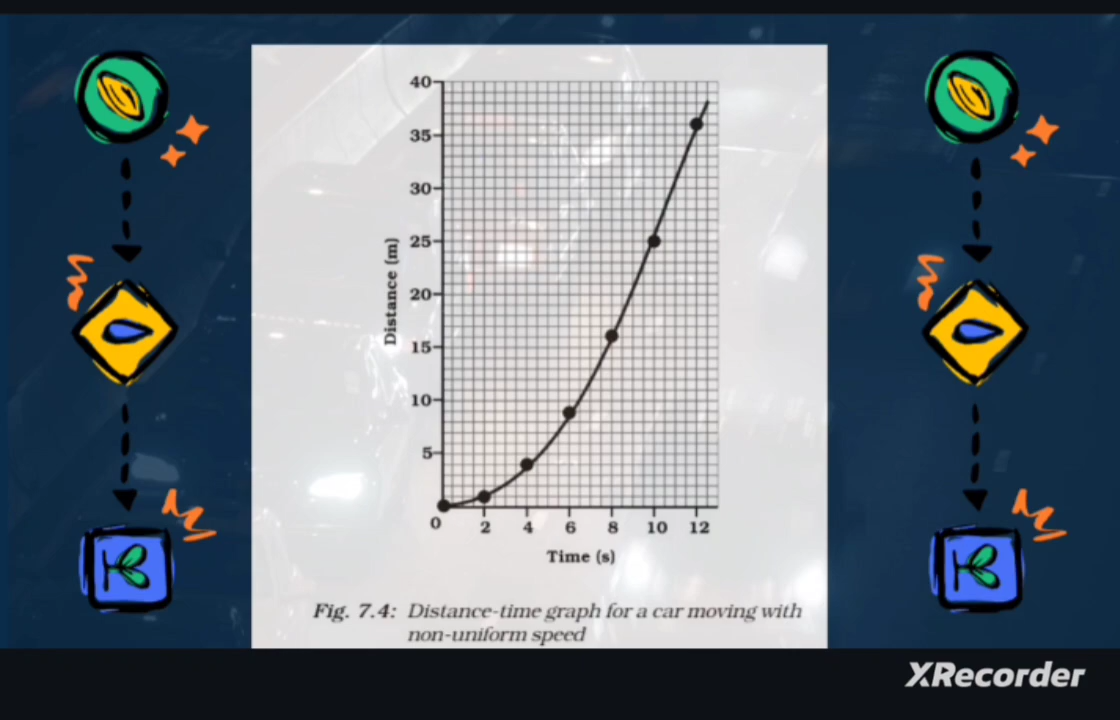 40
35
30
25
20
15
10
5
0
2 4 6 8 10 12
Distance (m)
Time (s)
Fig. 7.4: Distance-time graph for a car moving with
non-uniform speed
XRecorder